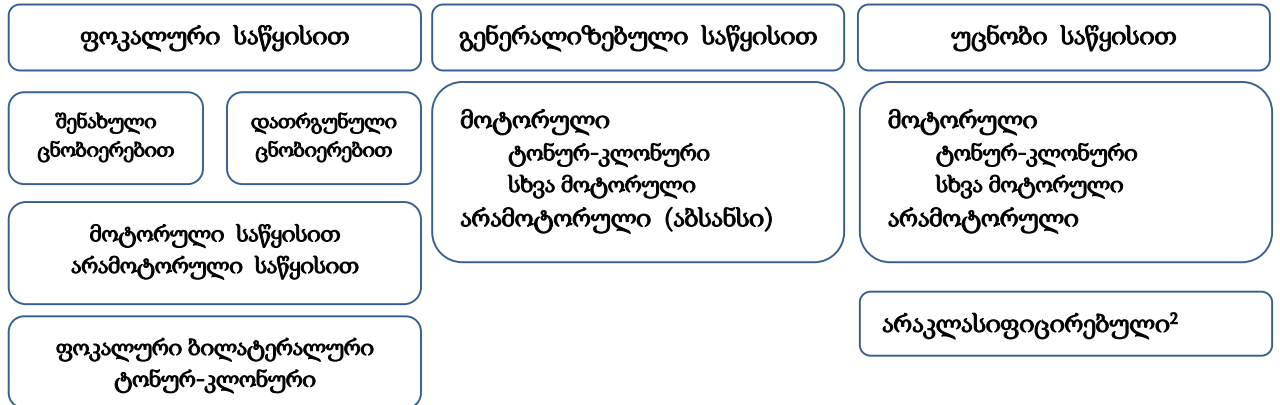 ფოკალური საწყისით
შენახული
ცნობიერებით
დათრგუნული
ცნობიერებით
მოტორული საწყისით
არამოტორული საწყისით
ფოკალური ბილატერალური
ტონურ-კლონური
გენერალიზებული საწყისით
მოტორული
ტონურ-კლონური
სხვა მოტორული
არამოტორული (აბსანსი)
უცნობი საწყისით
მოტორული
ტონურ-კლონური
სხვა მოტორული
არამოტორული
არაკლასიფიცირებული²